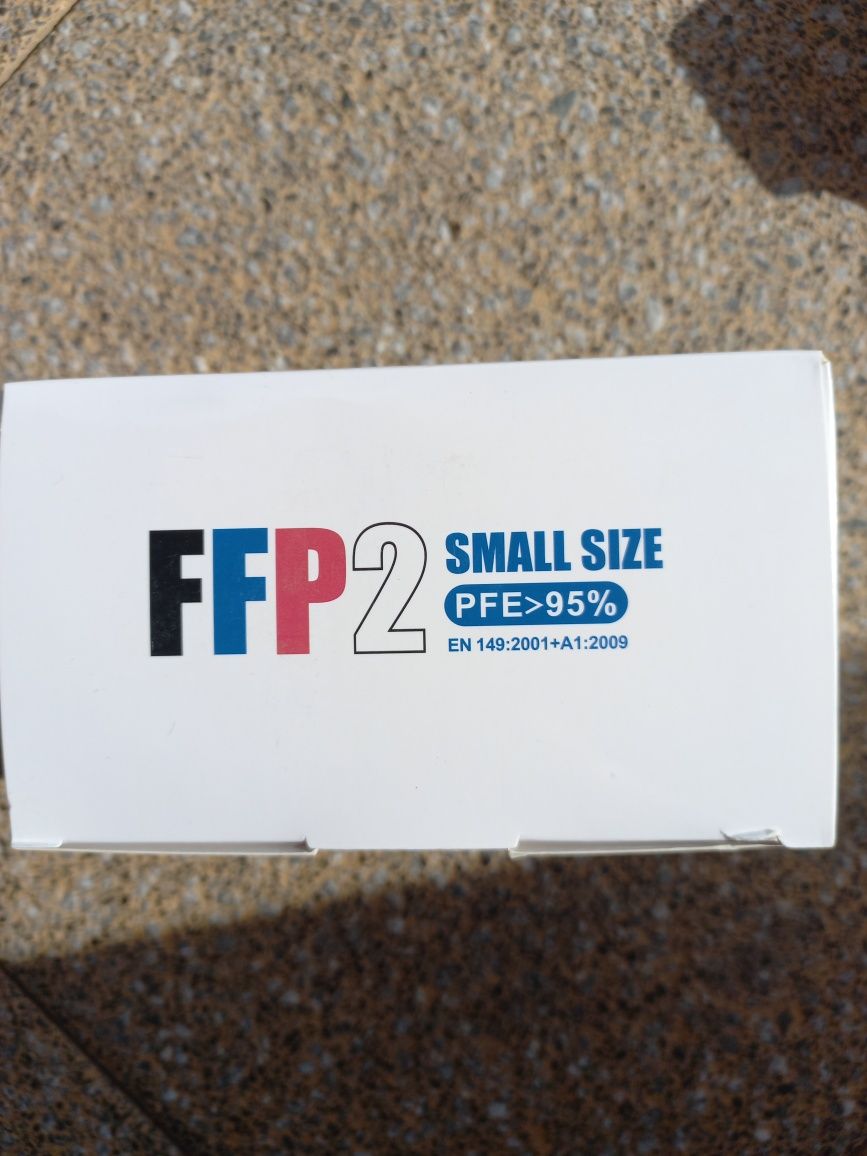 FFP2
SMALL SIZE
PFE>95%
EN 149:2001+A1:2009